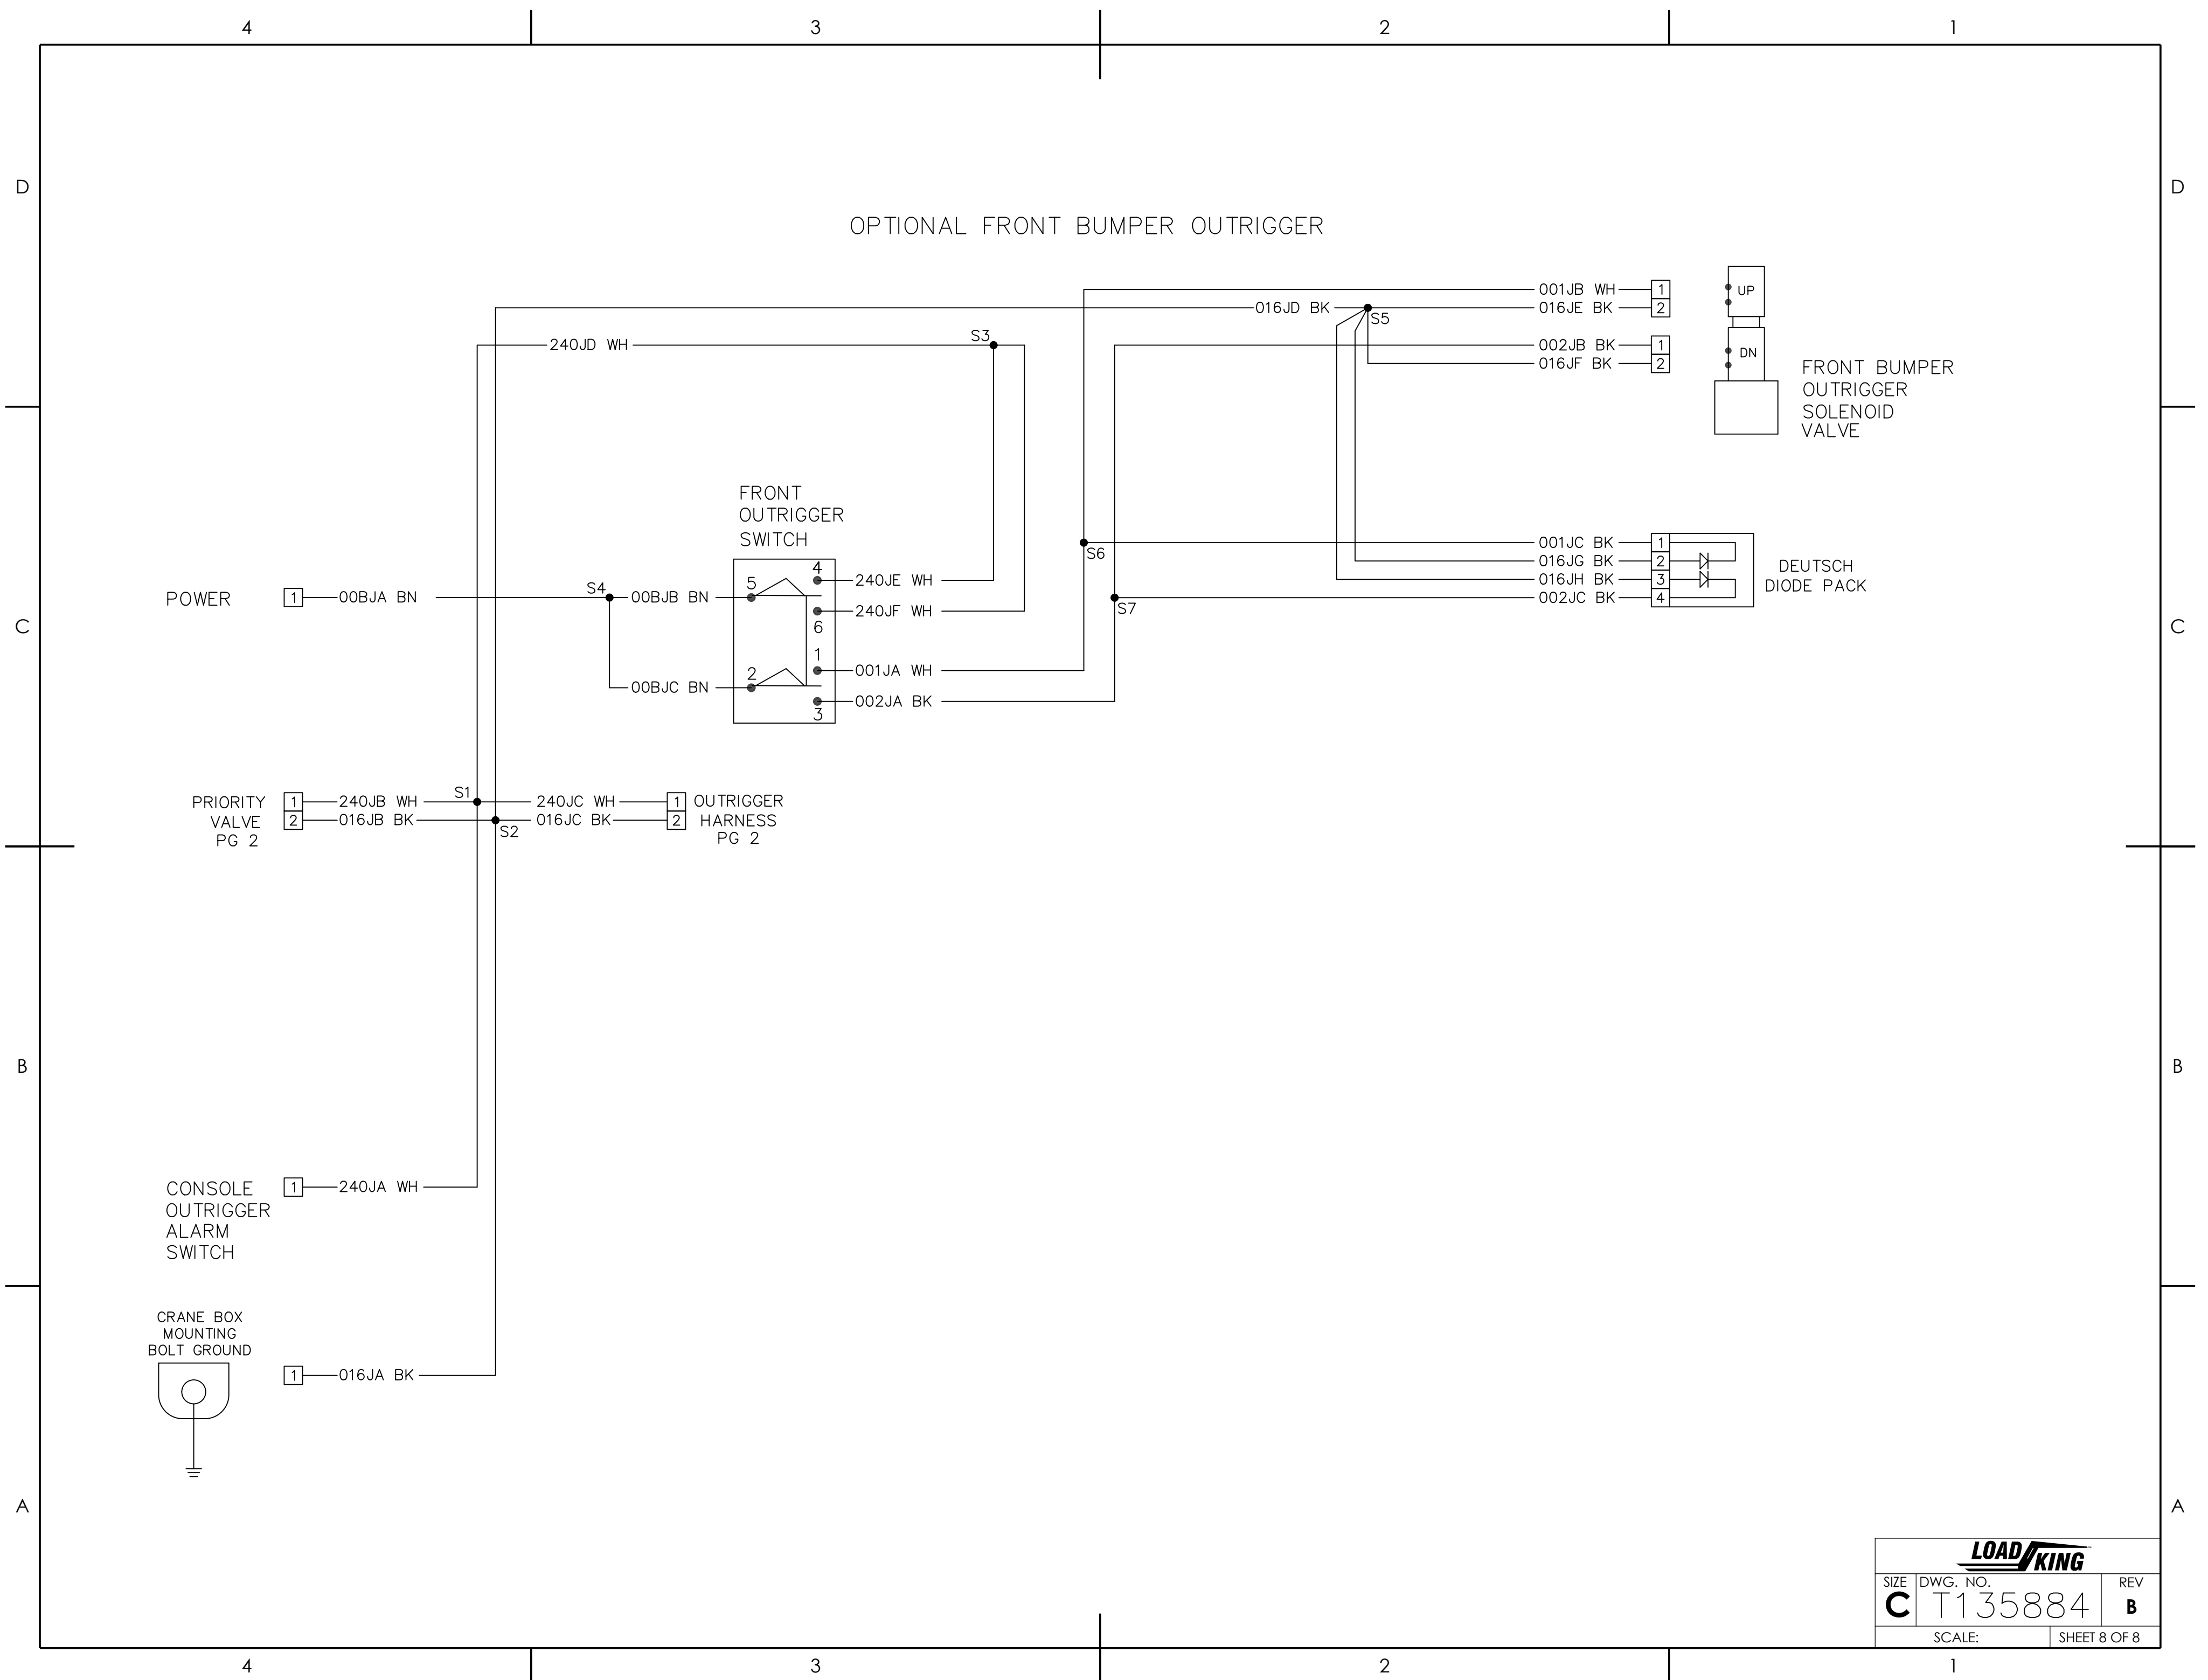 4 3 2 1
D D
OPTIONAL FRONT BUMPER OUTRIGGER
001JB WH 1
016JD BK S5 016JE BK 2
UP
240JD WH S3
002JB BK 1
016JF BK 2
DN
FRONT BUMPER
OUTRIGGER
SOLENOID
VALVE
FRONT
OUTRIGGER
SWITCH
POWER 1 00BJA BN S4 00BJB BN 5
4 240JE WH
6 240JF WH
00BJC BN 2
1 001JA WH
3 002JA BK
S6
S7
001JC BK 1
016JG BK 2
016JH BK 3
002JC BK 4
DEUTSCH
DIODE PACK
C C
PRIORITY
VALVE
PG 2
1 240JB WH S1 240JC WH 1
2 016JB BK S2 016JC BK 2
OUTRIGGER
HARNESS
PG 2
B B
CONSOLE
OUTRIGGER
ALARM
SWITCH
1 240JA WH
CRANE BOX
MOUNTING
BOLT GROUND
1 016JA BK
A A
LOAD KING
SIZE DWG. NO. REV
C T135884 B
SCALE: SHEET 8 OF 8
4 3 2 1